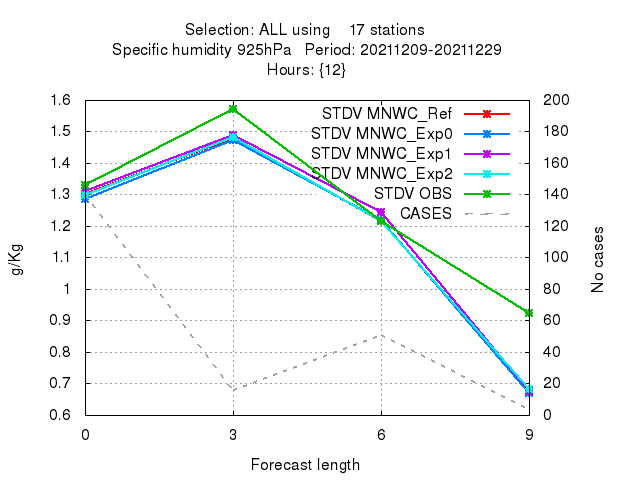 Selection: ALL using    17 stations
Specific humidity 925hPa   Period: 20211209-20211229
Hours: {12}
STDV MNWC_Ref
STDV MNWC_Exp0
STDV MNWC_Exp1
STDV MNWC_Exp2
STDV OBS
CASES
1.6
1.5
1.4
1.3
1.2
1.1
1
0.9
0.8
0.7
0.6
g/Kg
200
180
160
140
120
100
80
60
40
20
0
No cases
0 3 6 9
Forecast length